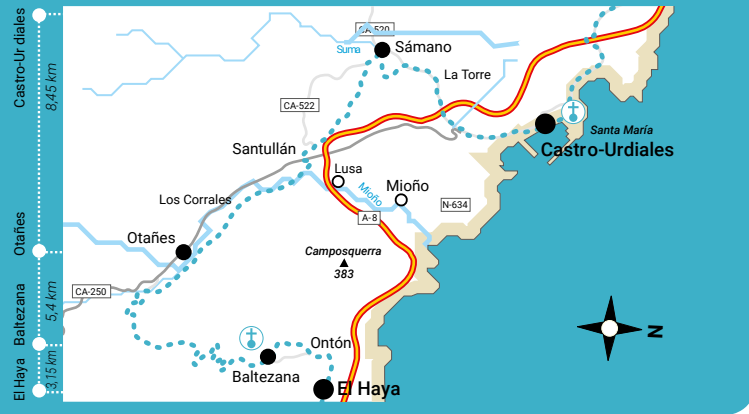 Castro-Ur diales
8,45 km
Otañes
5,4 km
Baltezana
3,15 km
El Haya
CA-520
Suma
Sámano
La Torre
CA-522
Santa María
Castro-Urdiales
Santullán
Lusa
Mioño
Mioño
N-634
Los Corrales
A-8
Otañes
Camposquerra
383
CA-250
Ontón
Baltezana
El Haya
N